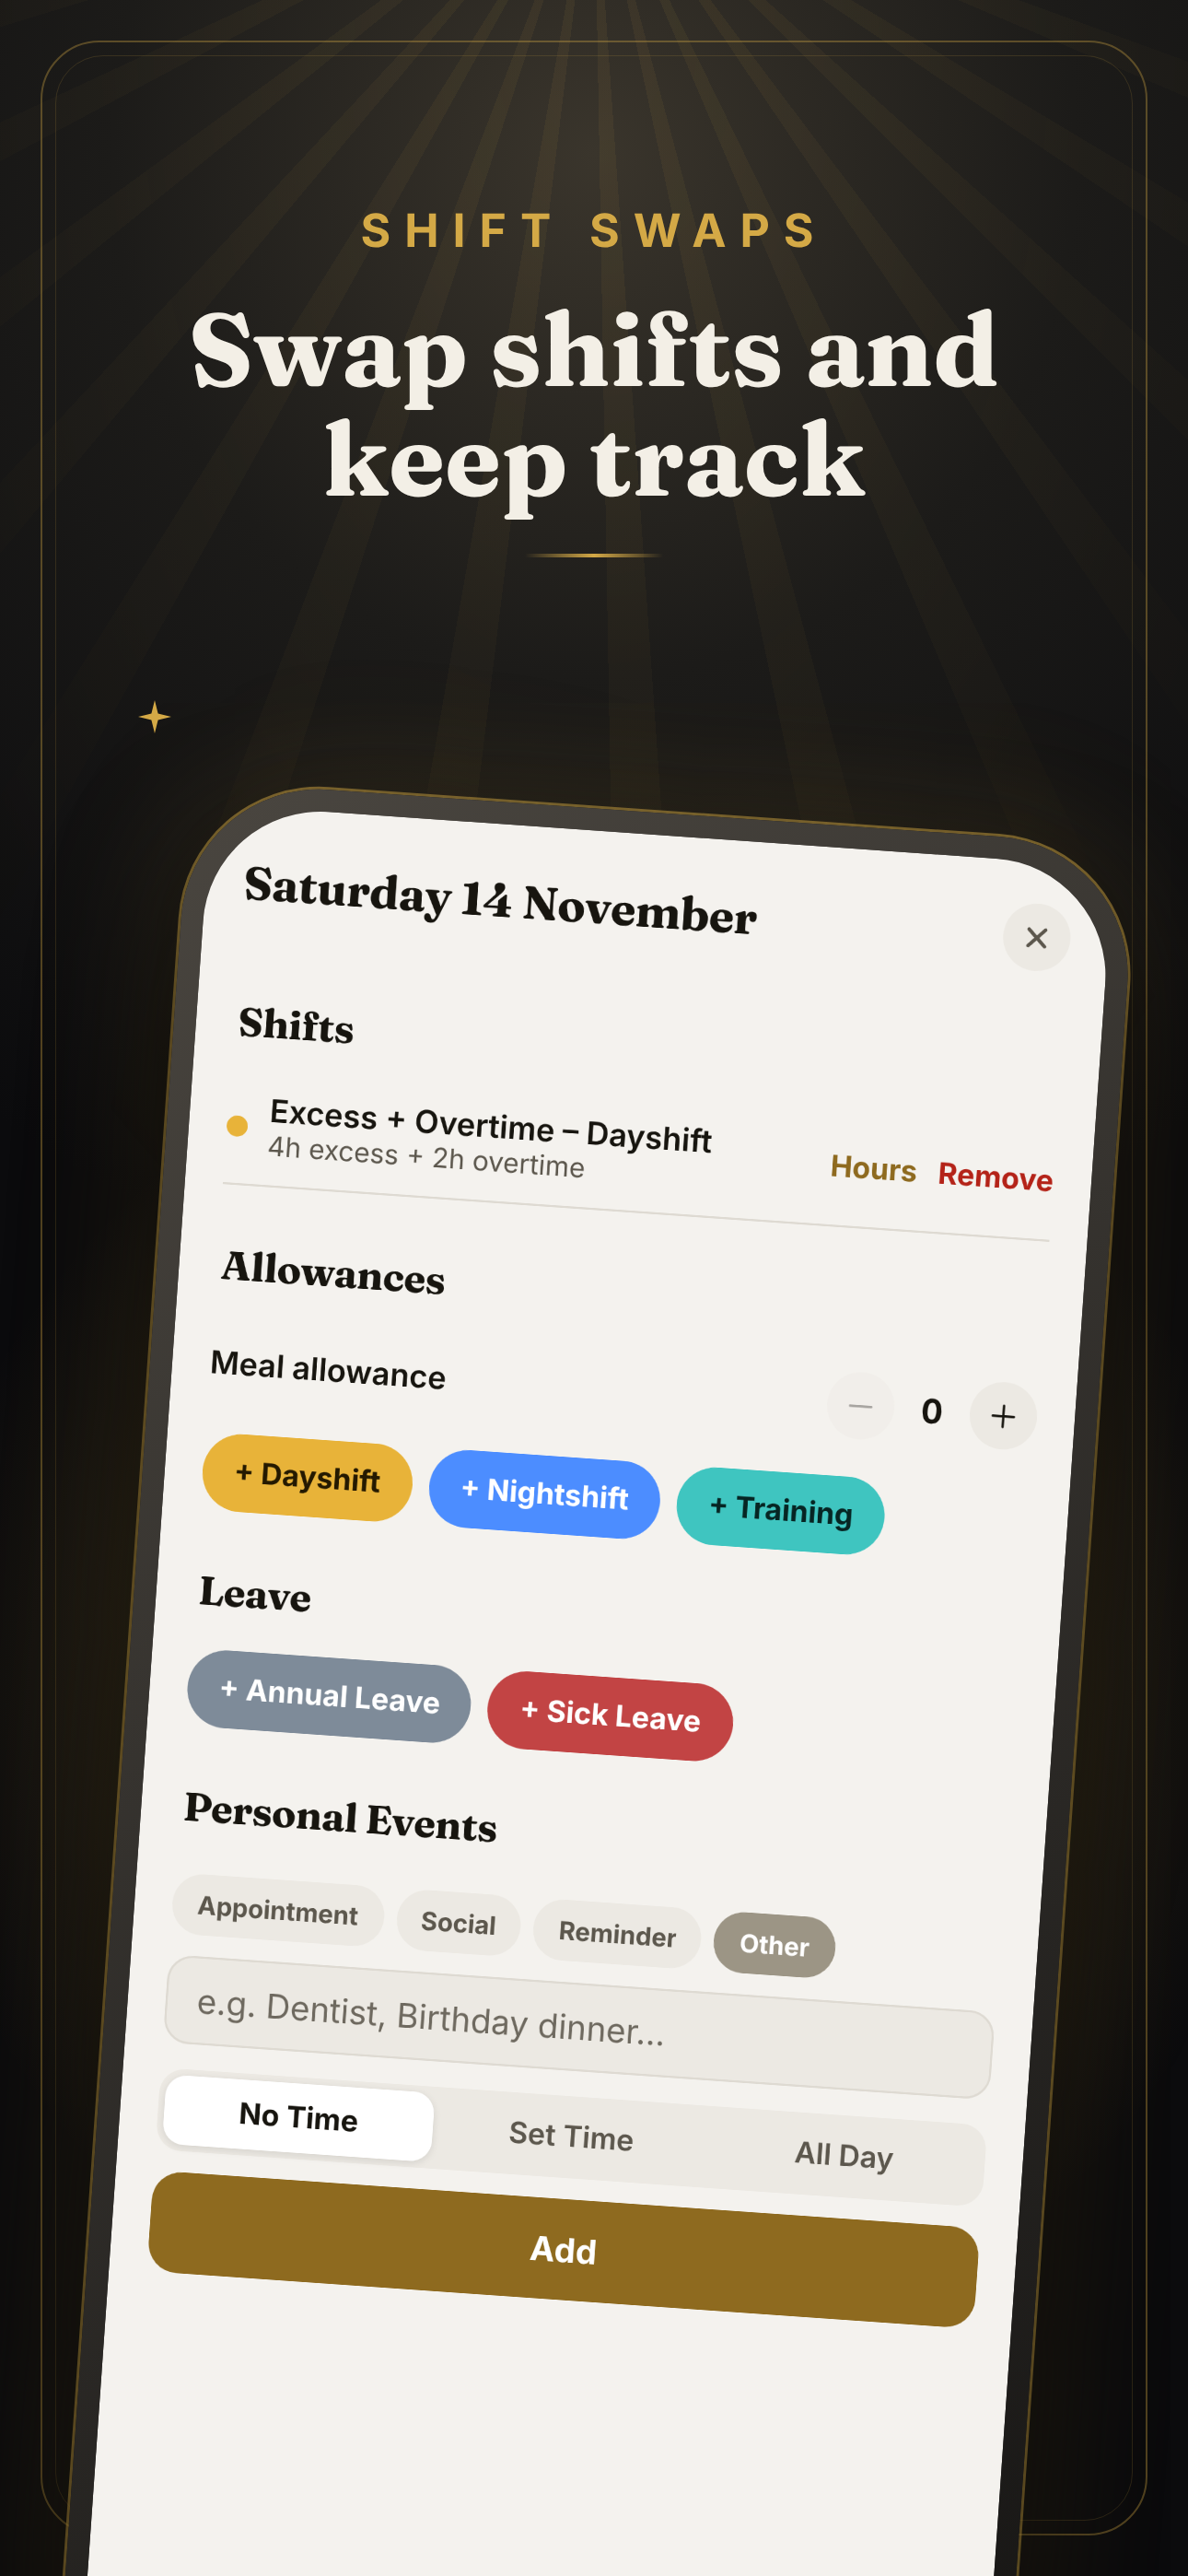 SHIFT SWAPS
Swap shifts and
keep track
Saturday 14 November
Shifts
Excess + Overtime – Dayshift
4h excess + 2h overtime
Hours Remove
Allowances
Meal allowance
0
+ Dayshift + Nightshift + Training
Leave
+ Annual Leave + Sick Leave
Personal Events
Appointment Social Reminder Other
e.g. Dentist, Birthday dinner...
No Time Set Time All Day
Add